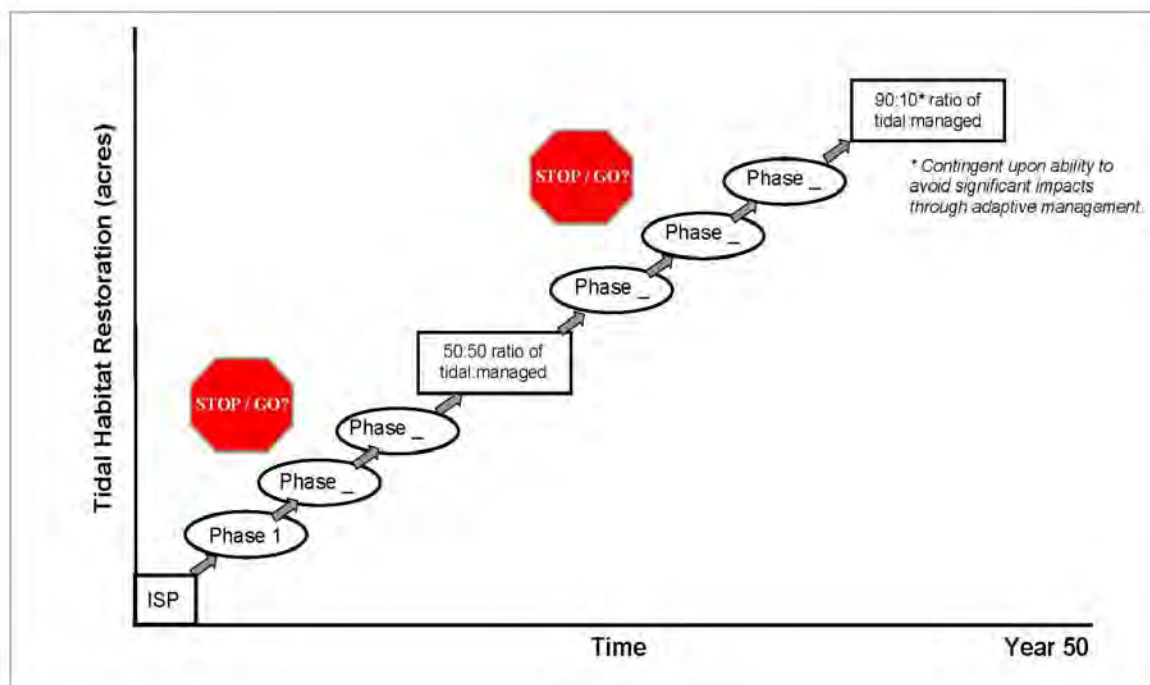 Tidal Habitat Restoration (acres)
90:10* ratio of
tidal:managed
* Contingent upon ability to
avoid significant impacts
through adaptive management.
STOP / GO?
Phase _
Phase _
Phase _
50:50 ratio of
tidal:managed
STOP / GO?
Phase _
Phase _
Phase 1
ISP
Time
Year 50